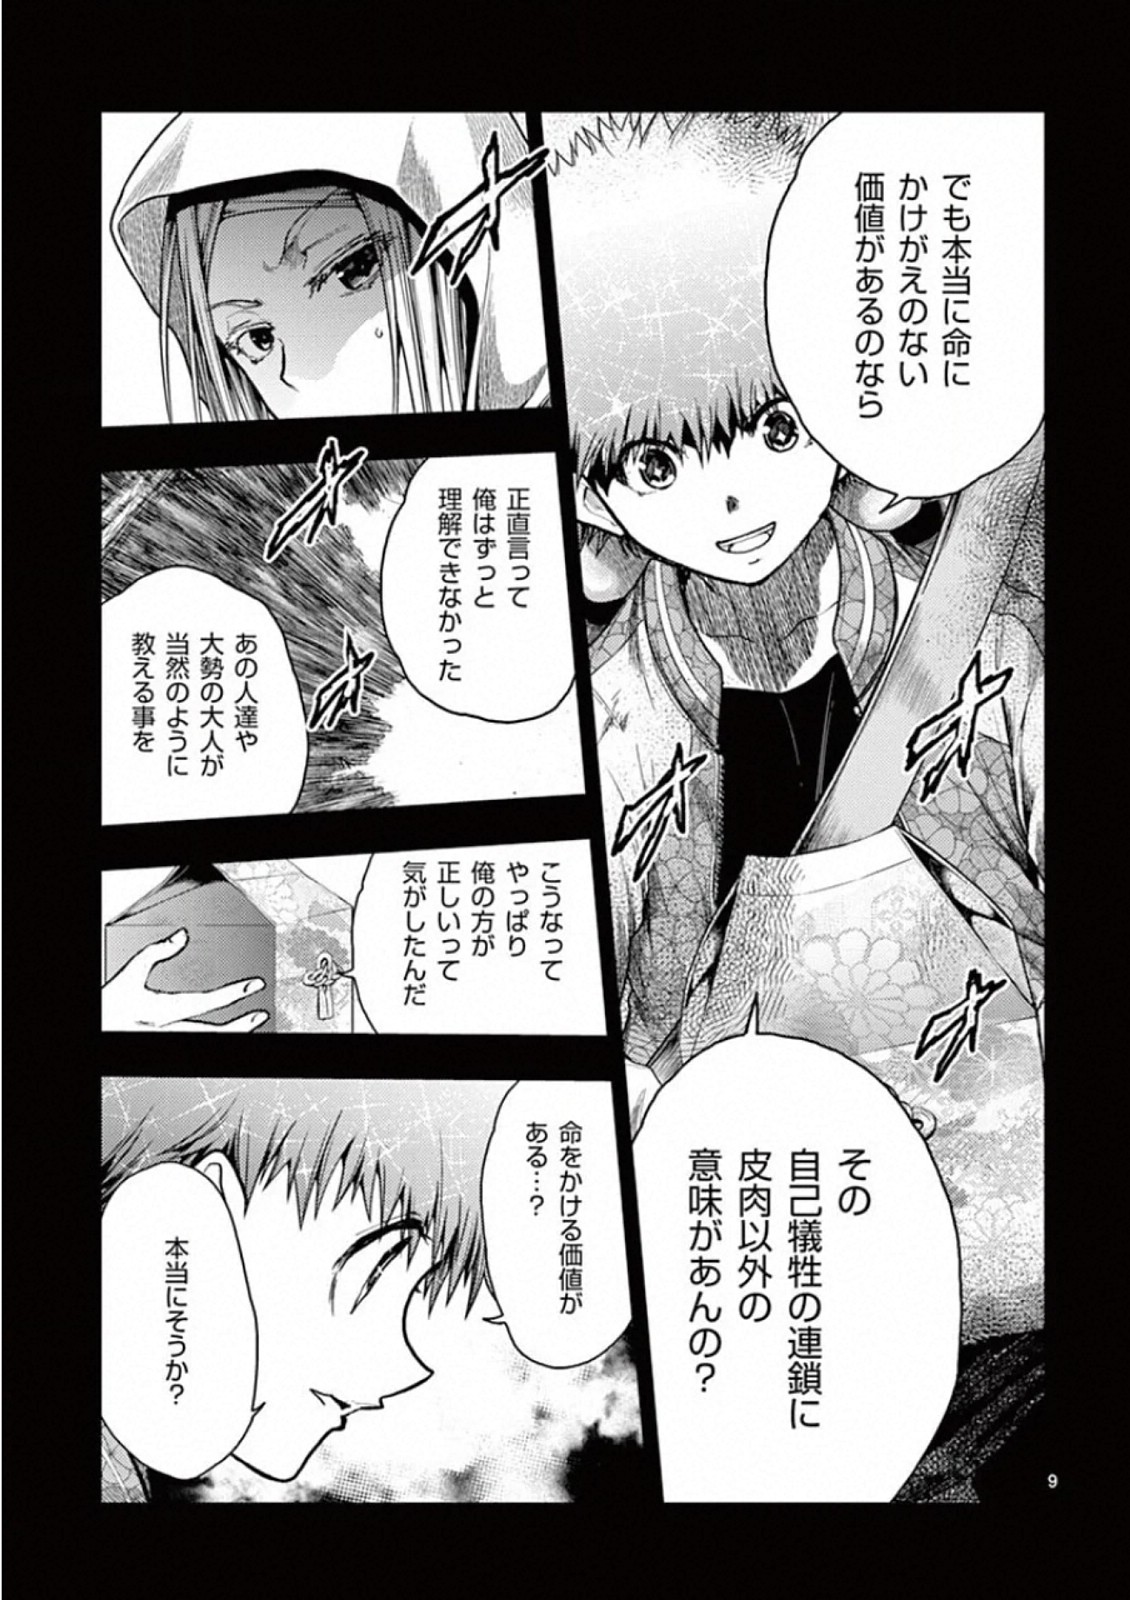 でも本当に命に
かけがえのない
価値があるのなら
その
自己犠牲の連鎖に
皮肉以外の
意味があんの?
正直言って
俺はずっと
理解できなかった
あの人達や
大勢の大人が
当然のように
教える事を
こうなって
やっぱり
俺の方が
正しいって
気がしたんだ
命をかける価値が
ある…?
本当にそうか?
9